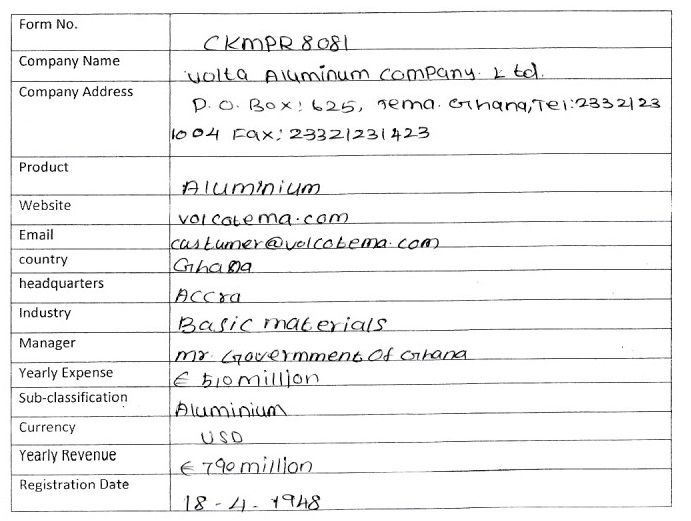 Form No.
CKMPR8081
Company Name
Volta Aluminum Company. Ltd.
Company Address
P.O. Box: 625, Tema. Ghana, Tel:2332123
1004 Fax: 23321231423
Product
Aluminium
Website
volcotema.com
Email
custumer@volcotema.com
country
Ghana
headquarters
Accra
Industry
Basic materials
Manager
Mr. Government Of Ghana
Yearly Expense
€ 510 million
Sub-classification
Aluminium
Currency
USD
Yearly Revenue
€ 790 million
Registration Date
18-4-1948